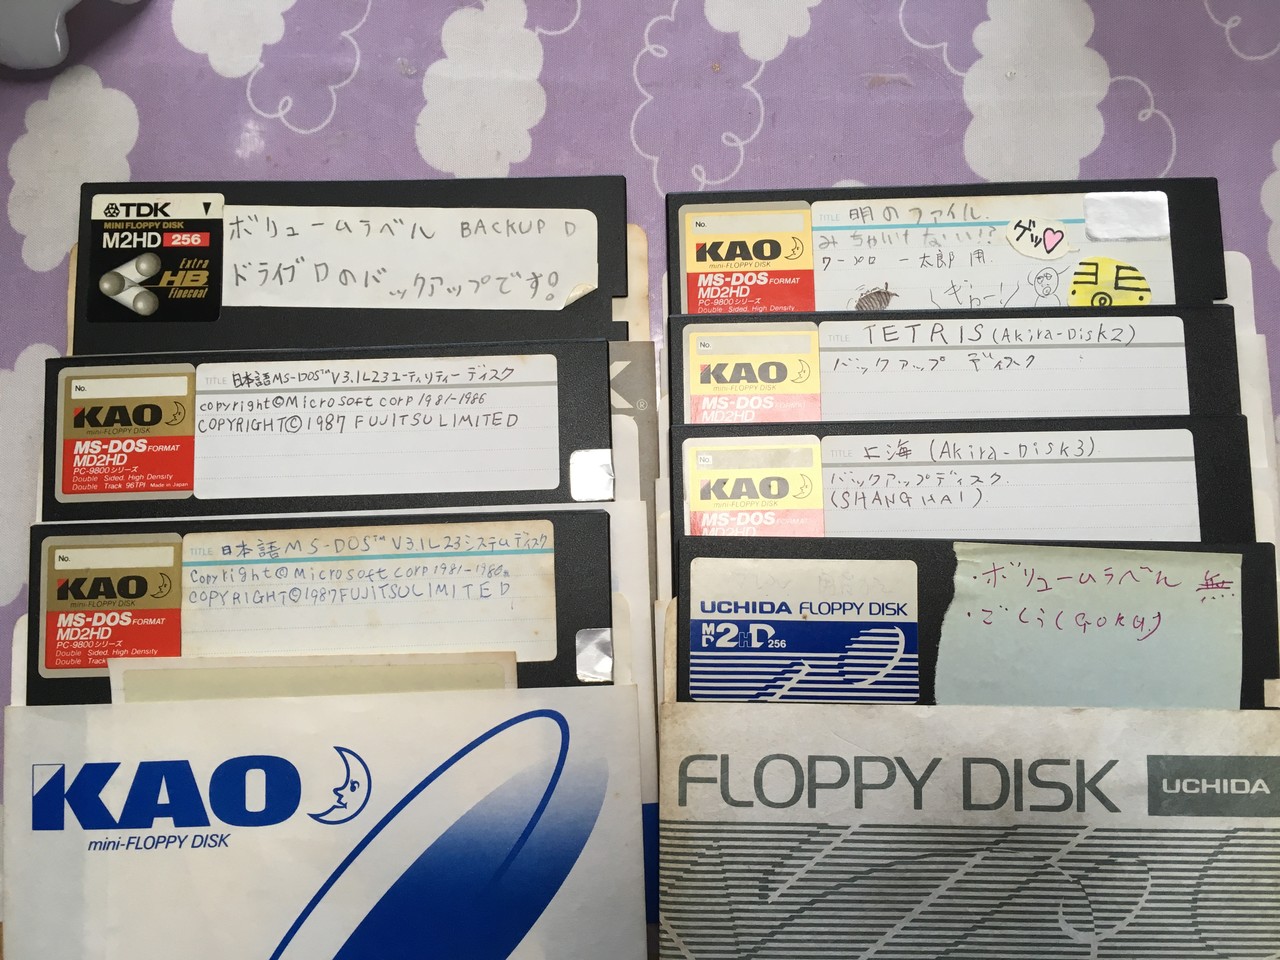 TDK
MINI FLOPPY DISK
M2HD 256
Extra
HB
Finecoat
ボリュームラベル BACKUP D
ドライブDのバックアップです!
No.
KAO
mini-FLOPPY DISK
MS-DOS FORMAT
MD2HD
PC-9800シリーズ
Double Sided, High Density
Double Track 96TPI Made in Japan
TITLE 日本語MS-DOS™ V3.1L23ユーティリティー ディスク
copyright©Microsoft corp 1981-1986
COPYRIGHT©1987 FUJITSU LIMITED
No.
KAO
mini-FLOPPY DISK
MS-DOS FORMAT
MD2HD
PC-9800シリーズ
Double Sided, High Density
Double Track
TITLE 日本語MS-DOS™ V3.1L23システムディスク
Copyright©Microsoft Corp 1981-1986
COPYRIGHT©1987FUJITSU LIMITED
KAO
mini-FLOPPY DISK
No.
KAO
mini-FLOPPY DISK
MS-DOS FORMAT
MD2HD
PC-9800シリーズ
Double Sided, High Density
TITLE 明のファイル.
みちゃいけない!?
ゲッ
一太郎 用.
ギャー!
No.
KAO
mini-FLOPPY DISK
MS-DOS FORMAT
MD2HD
TITLE TETRIS(Akira-Disk2)
バックアップ ディスク
No.
KAO
mini-FLOPPY DISK
MS-DOS FORMAT
MD2HD
TITLE 上海(Akira-Disk3)
バックアップディスク.
(SHANGHAI).
UCHIDA FLOPPY DISK
MD2HD 256
・ボリュームラベル 無
・ごくう(GOKU)
FLOPPY DISK UCHIDA